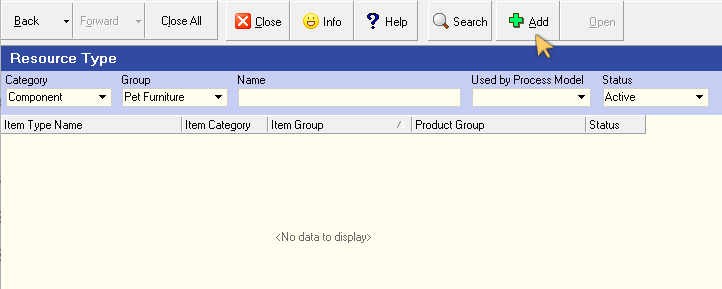 Back Forward Close All Close Info Help Search Add Open
Resource Type
Category Group Name Used by Process Model Status
Component Pet Furniture Active
Item Type Name Item Category Item Group Product Group Status
<No data to display>